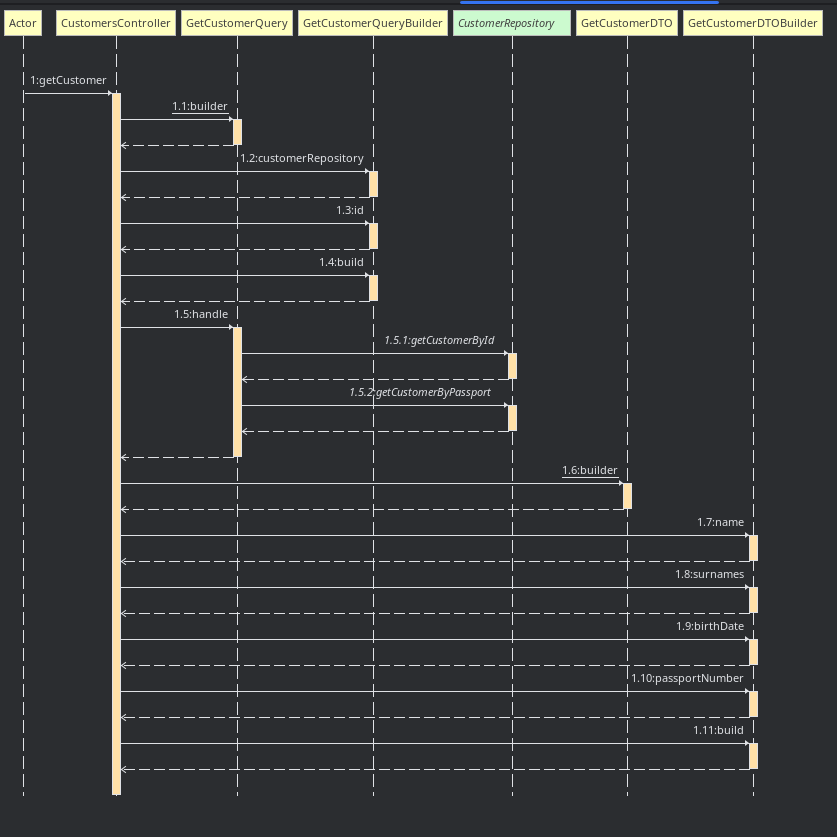 Actor CustomersController GetCustomerQuery GetCustomerQueryBuilder CustomerRepository GetCustomerDTO GetCustomerDTOBuilder
1:getCustomer
1.1:builder
1.2:customerRepository
1.3:id
1.4:build
1.5:handle
1.5.1:getCustomerById
1.5.2:getCustomerByPassport
1.6:builder
1.7:name
1.8:surnames
1.9:birthDate
1.10:passportNumber
1.11:build